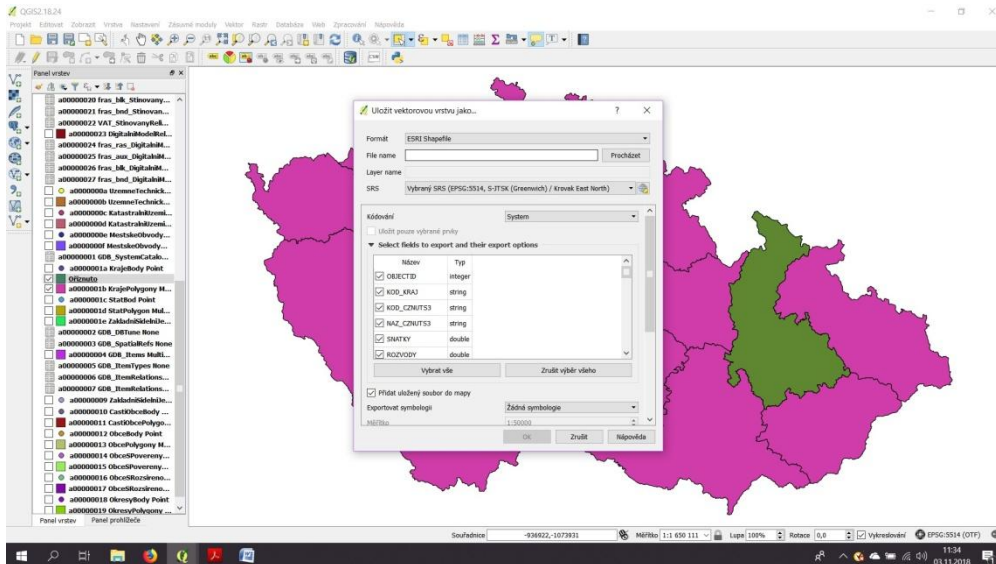 QGIS2.18.24
Projekt Editovat Zobrazit Vrstva Nastavení Zásuvné moduly Vektor Rastr Databáze Web Zpracování Nápověda
Panel vrstev
a00000020 fras_blk_Stinovany...
a00000021 fras_bnd_Stinovan...
a00000022 VAT_StinovanyReli...
a00000023 DigitalniModelRel...
a00000024 fras_ras_DigitalniM...
a00000025 fras_aux_DigitalniM...
a00000026 fras_blk_DigitalniM...
a00000027 fras_bnd_DigitalniM...
a0000000a UzemneTechnick...
a0000000b UzemneTechnick...
a0000000c KatastralniUzemi...
a0000000d KatastralniUzemi...
a0000000e MestskeObvody...
a0000000f MestskeObvody...
a00000001 GDB_SystemCatalo...
a0000001a KrajeBody Point
Oříznuto
a0000001b KrajePolygony M...
a0000001c StatBod Point
a0000001d StatPolygon Mul...
a0000001e ZakladniSidelniJe...
a00000002 GDB_DBTune None
a00000003 GDB_SpatialRefs None
a00000004 GDB_Items Multi...
a00000005 GDB_ItemTypes None
a00000006 GDB_ItemRelations...
a00000007 GDB_ItemRelations...
a00000009 ZakladniSidelniJe...
a00000010 CastiObceBody ...
a00000011 CastiObcePolygo...
a00000012 ObceBody Point
a00000013 ObcePolygony M...
a00000014 ObceSPovereny...
a00000015 ObceSPovereny...
a00000016 ObceSRozsireno...
a00000017 ObceSRozsireno...
a00000018 OkresyBody Point
a00000019 OkresyPolygony ...
Panel vrstev Panel prohlížeče
Uložit vektorovou vrstvu jako...
Formát ESRI Shapefile
File name Procházet
Layer name
SRS Vybraný SRS (EPSG:5514, S-JTSK (Greenwich) / Krovak East North)
Kódování System
Uložit pouze vybrané prvky
Select fields to export and their export options
Název Typ
OBJECTID integer
KOD_KRAJ string
KOD_CZNUTS3 string
NAZ_CZNUTS3 string
SNATKY double
ROZVODY double
Vybrat vše Zrušit výběr všeho
Přidat uložený soubor do mapy
Exportovat symbologii Žádná symbologie
Měřítko 1:50000
OK Zrušit Nápověda
Souřadnice -936922,-1073931 Měřítko 1:1 650 111 Lupa 100% Rotace 0,0 Vykreslování EPSG:5514 (OTF)
11:34
03.11.2018